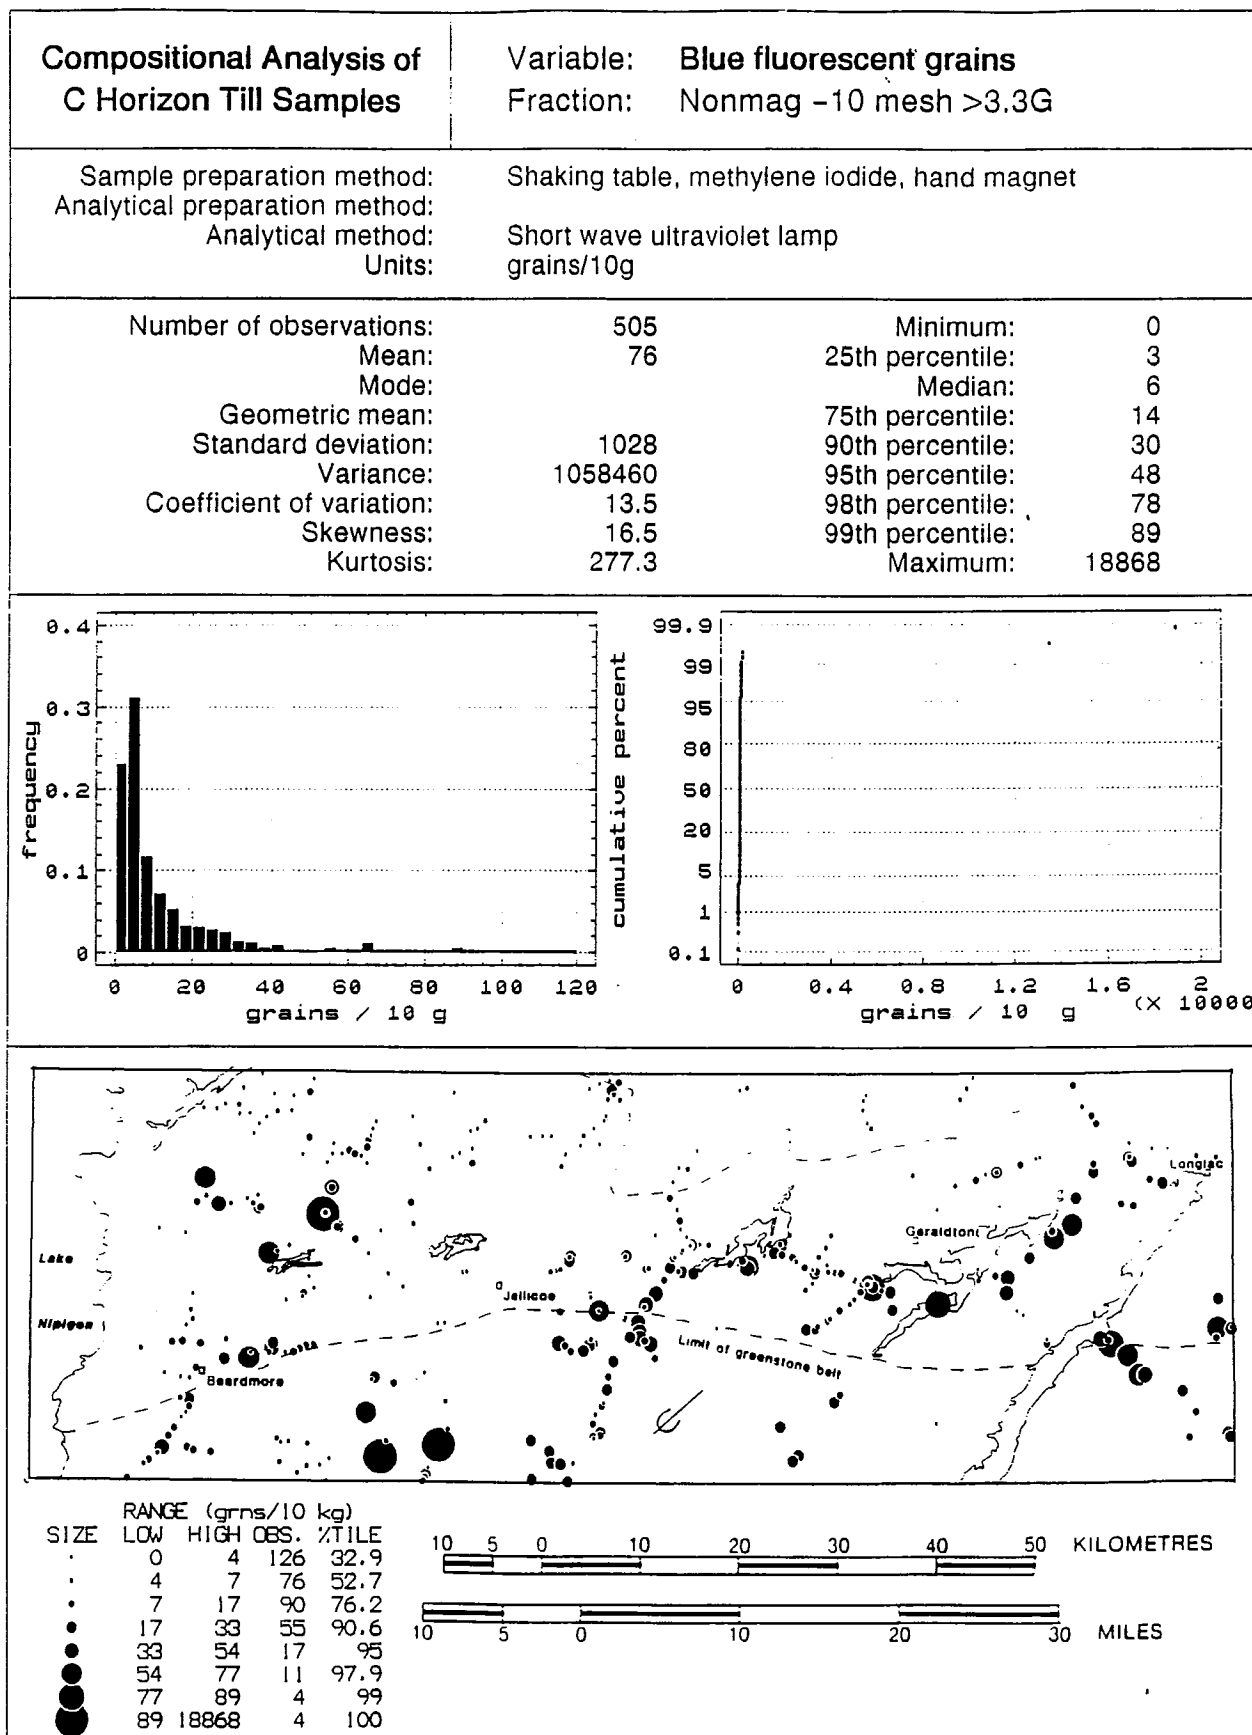 Compositional Analysis of
C Horizon Till Samples
Variable: Blue fluorescent grains
Fraction: Nonmag -10 mesh >3.3G
Sample preparation method: Shaking table, methylene iodide, hand magnet
Analytical preparation method:
Analytical method: Short wave ultraviolet lamp
Units: grains/10g
Number of observations: 505 Minimum: 0
Mean: 76 25th percentile: 3
Mode: Median: 6
Geometric mean: 75th percentile: 14
Standard deviation: 1028 90th percentile: 30
Variance: 1058460 95th percentile: 48
Coefficient of variation: 13.5 98th percentile: 78
Skewness: 16.5 99th percentile: 89
Kurtosis: 277.3 Maximum: 18868
frequency
0.4
0.3
0.2
0.1
0
0 20 40 60 80 100 120
grains / 10 g
cumulative percent
99.9
99
95
80
50
20
5
1
0.1
0 0.4 0.8 1.2 1.6 2
grains / 10 g (X 10000
Longlac
Geraldton
Lake
Nipigon
Jellicoe
Limit of greenstone belt
Beardmore
RANGE (grns/10 kg)
SIZE LOW HIGH OBS. %TILE
0 4 126 32.9
4 7 76 52.7
7 17 90 76.2
17 33 55 90.6
33 54 17 95
54 77 11 97.9
77 89 4 99
89 18868 4 100
10 5 0 10 20 30 40 50 KILOMETRES
10 5 0 10 20 30 MILES